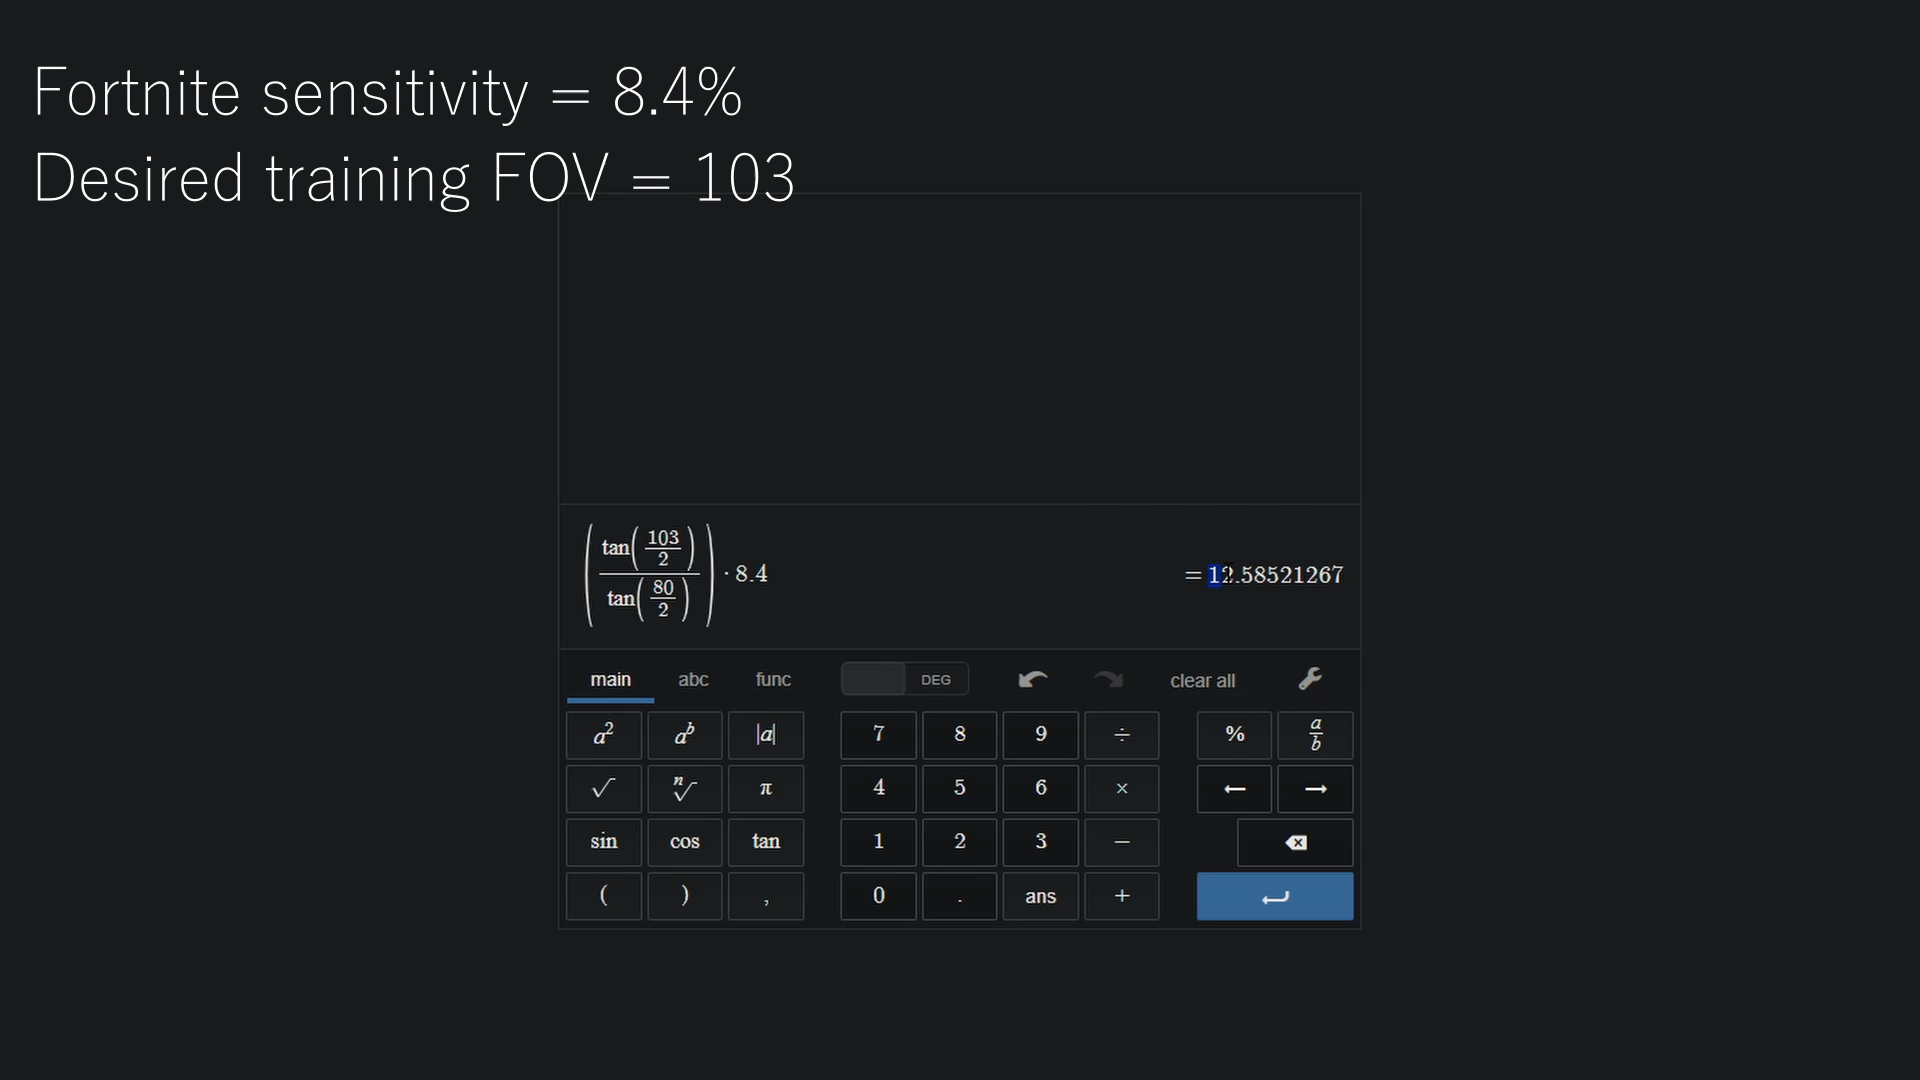 Fortnite sensitivity = 8.4%
Desired training FOV = 103
(tan(103/2)/tan(80/2)) · 8.4 = 12.58521267
main abc func DEG clear all
a² aᵇ |a| 7 8 9 ÷ % a/b
√ ⁿ√ π 4 5 6 × ← →
sin cos tan 1 2 3 −
( ) , 0 . ans +